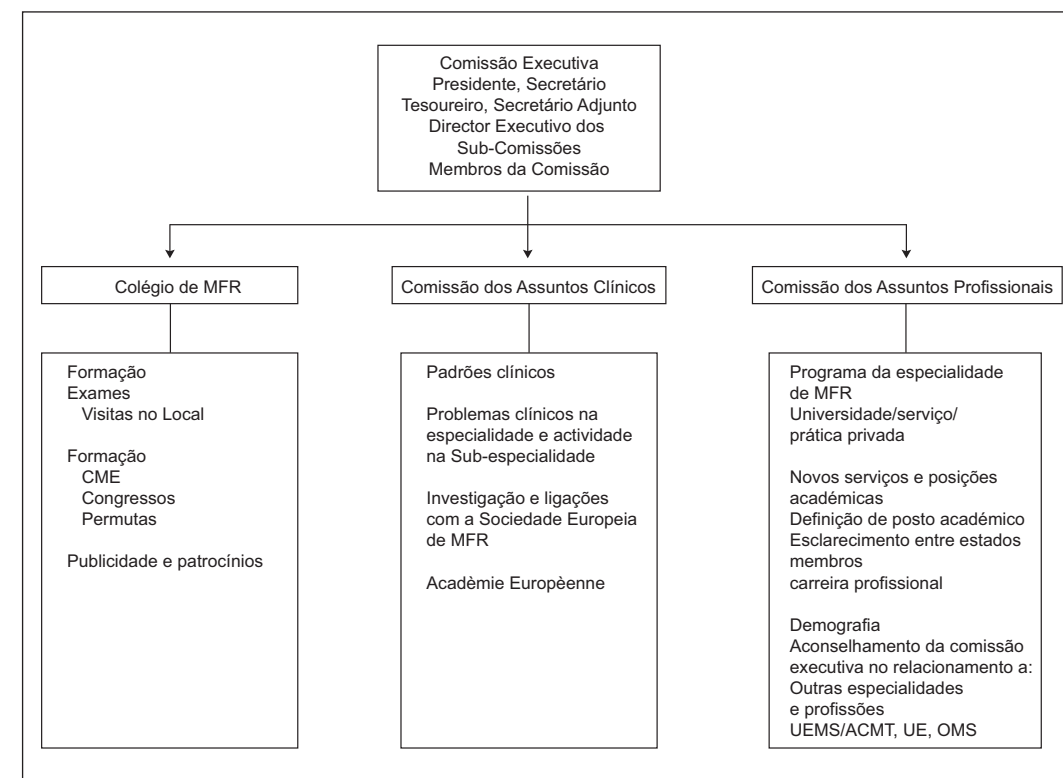 Comissão Executiva
Presidente, Secretário
Tesoureiro, Secretário Adjunto
Director Executivo dos
Sub-Comissões
Membros da Comissão
Colégio de MFR
Formação
Exames
Visitas no Local
Formação
CME
Congressos
Permutas
Publicidade e patrocínios
Comissão dos Assuntos Clínicos
Padrões clínicos
Problemas clínicos na
especialidade e actividade
na Sub-especialidade
Investigação e ligações
com a Sociedade Europeia
de MFR
Acadèmie Europèenne
Comissão dos Assuntos Profissionais
Programa da especialidade
de MFR
Universidade/serviço/
prática privada
Novos serviços e posições
académicas
Definição de posto académico
Esclarecimento entre estados
membros
carreira profissional
Demografia
Aconselhamento da comissão
executiva no relacionamento a:
Outras especialidades
e profissões
UEMS/ACMT, UE, OMS